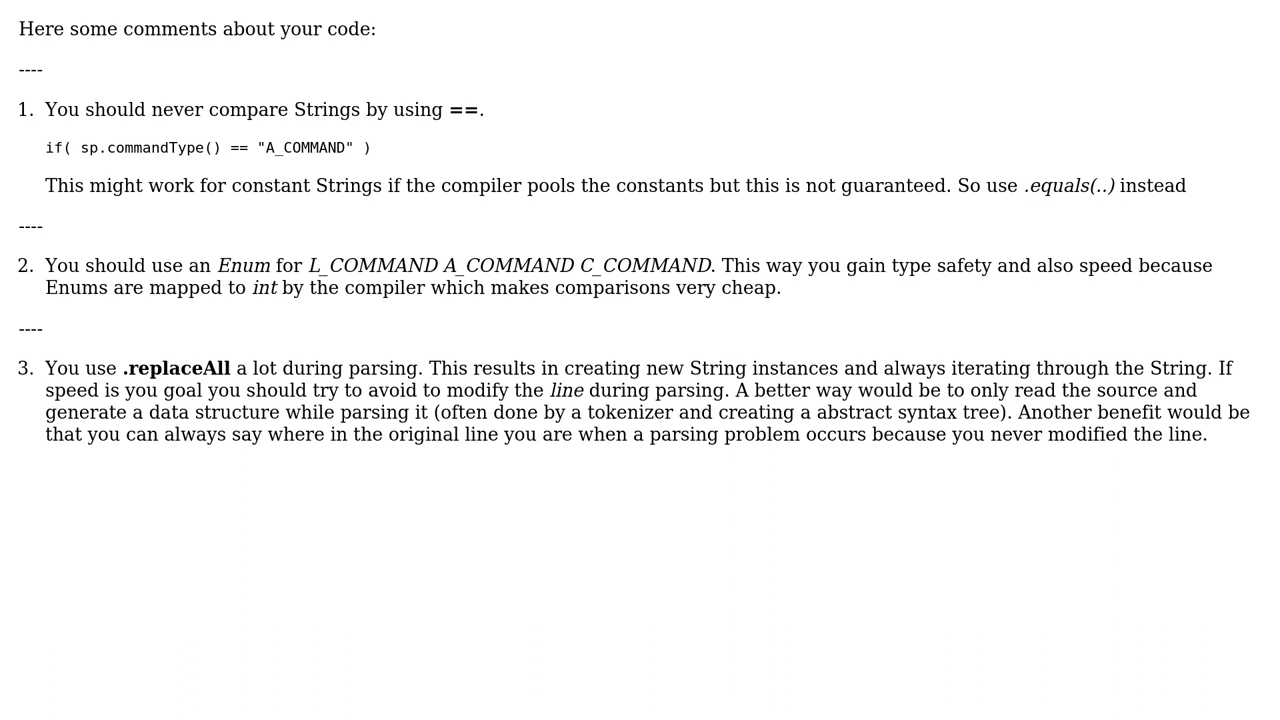 Here some comments about your code:
----
1. You should never compare Strings by using ==.
if( sp.commandType() == "A_COMMAND" )
This might work for constant Strings if the compiler pools the constants but this is not guaranteed. So use .equals(..) instead
----
2. You should use an Enum for L_COMMAND A_COMMAND C_COMMAND. This way you gain type safety and also speed because
Enums are mapped to int by the compiler which makes comparisons very cheap.
----
3. You use .replaceAll a lot during parsing. This results in creating new String instances and always iterating through the String. If
speed is you goal you should try to avoid to modify the line during parsing. A better way would be to only read the source and
generate a data structure while parsing it (often done by a tokenizer and creating a abstract syntax tree). Another benefit would be
that you can always say where in the original line you are when a parsing problem occurs because you never modified the line.